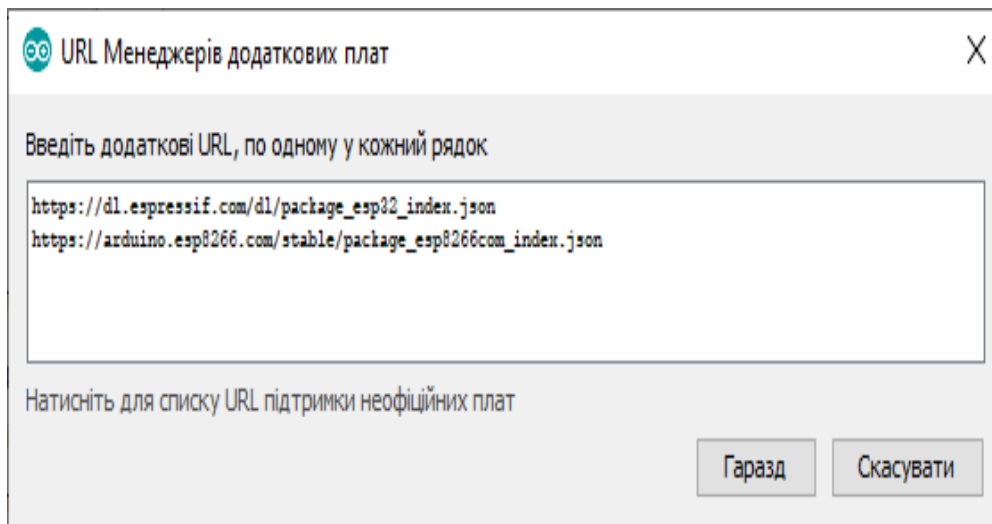 URL Менеджерів додаткових плат
Введіть додаткові URL, по одному у кожний рядок
https://dl.espressif.com/dl/package_esp32_index.json
https://arduino.esp8266.com/stable/package_esp8266com_index.json
Натисніть для списку URL підтримки неофіційних плат
Гаразд Скасувати